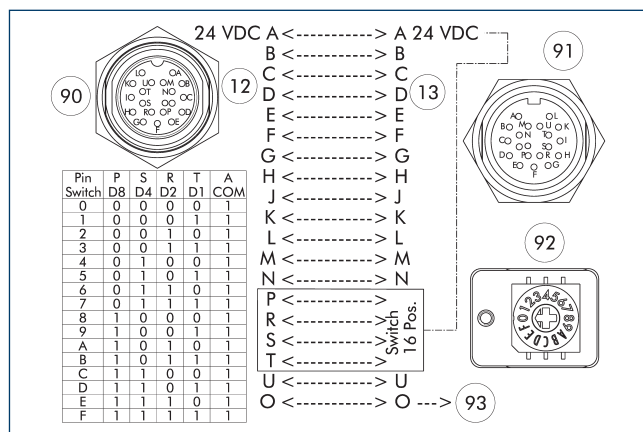 24 VDC A <--------> A 24 VDC
B <--------> B
C <--------> C
D <--------> D
E <--------> E
F <--------> F
G <--------> G
H <--------> H
J <--------> J
K <--------> K
L <--------> L
M <--------> M
N <--------> N
P <-------->
R <-------->
S <-------->
T <-------->
Switch
16 Pos.
U <--------> U
O <--------> O ---> 93
90
12
13
91
92
L A
K U M B
T N
I C
S O
H R P D
G E
F
Pin P S R T A
Switch D8 D4 D2 D1 COM
0 0 0 0 0 1
1 0 0 0 1 1
2 0 0 1 0 1
3 0 0 1 1 1
4 0 1 0 0 1
5 0 1 0 1 1
6 0 1 1 0 1
7 0 1 1 1 1
8 1 0 0 0 1
9 1 0 0 1 1
A 1 0 1 0 1
B 1 0 1 1 1
C 1 1 0 0 1
D 1 1 0 1 1
E 1 1 1 0 1
F 1 1 1 1 1
A L
B M U K
N T
C I
O S
D P R H
E G
F
0123456789ABCDEF